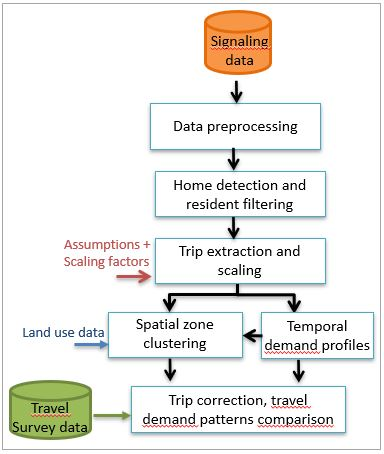 Signaling
data
Data preprocessing
Home detection and
resident filtering
Assumptions +
Scaling factors
Trip extraction and
scaling
Land use data
Spatial zone
clustering
Temporal
demand profiles
Travel
Survey data
Trip correction, travel
demand patterns comparison